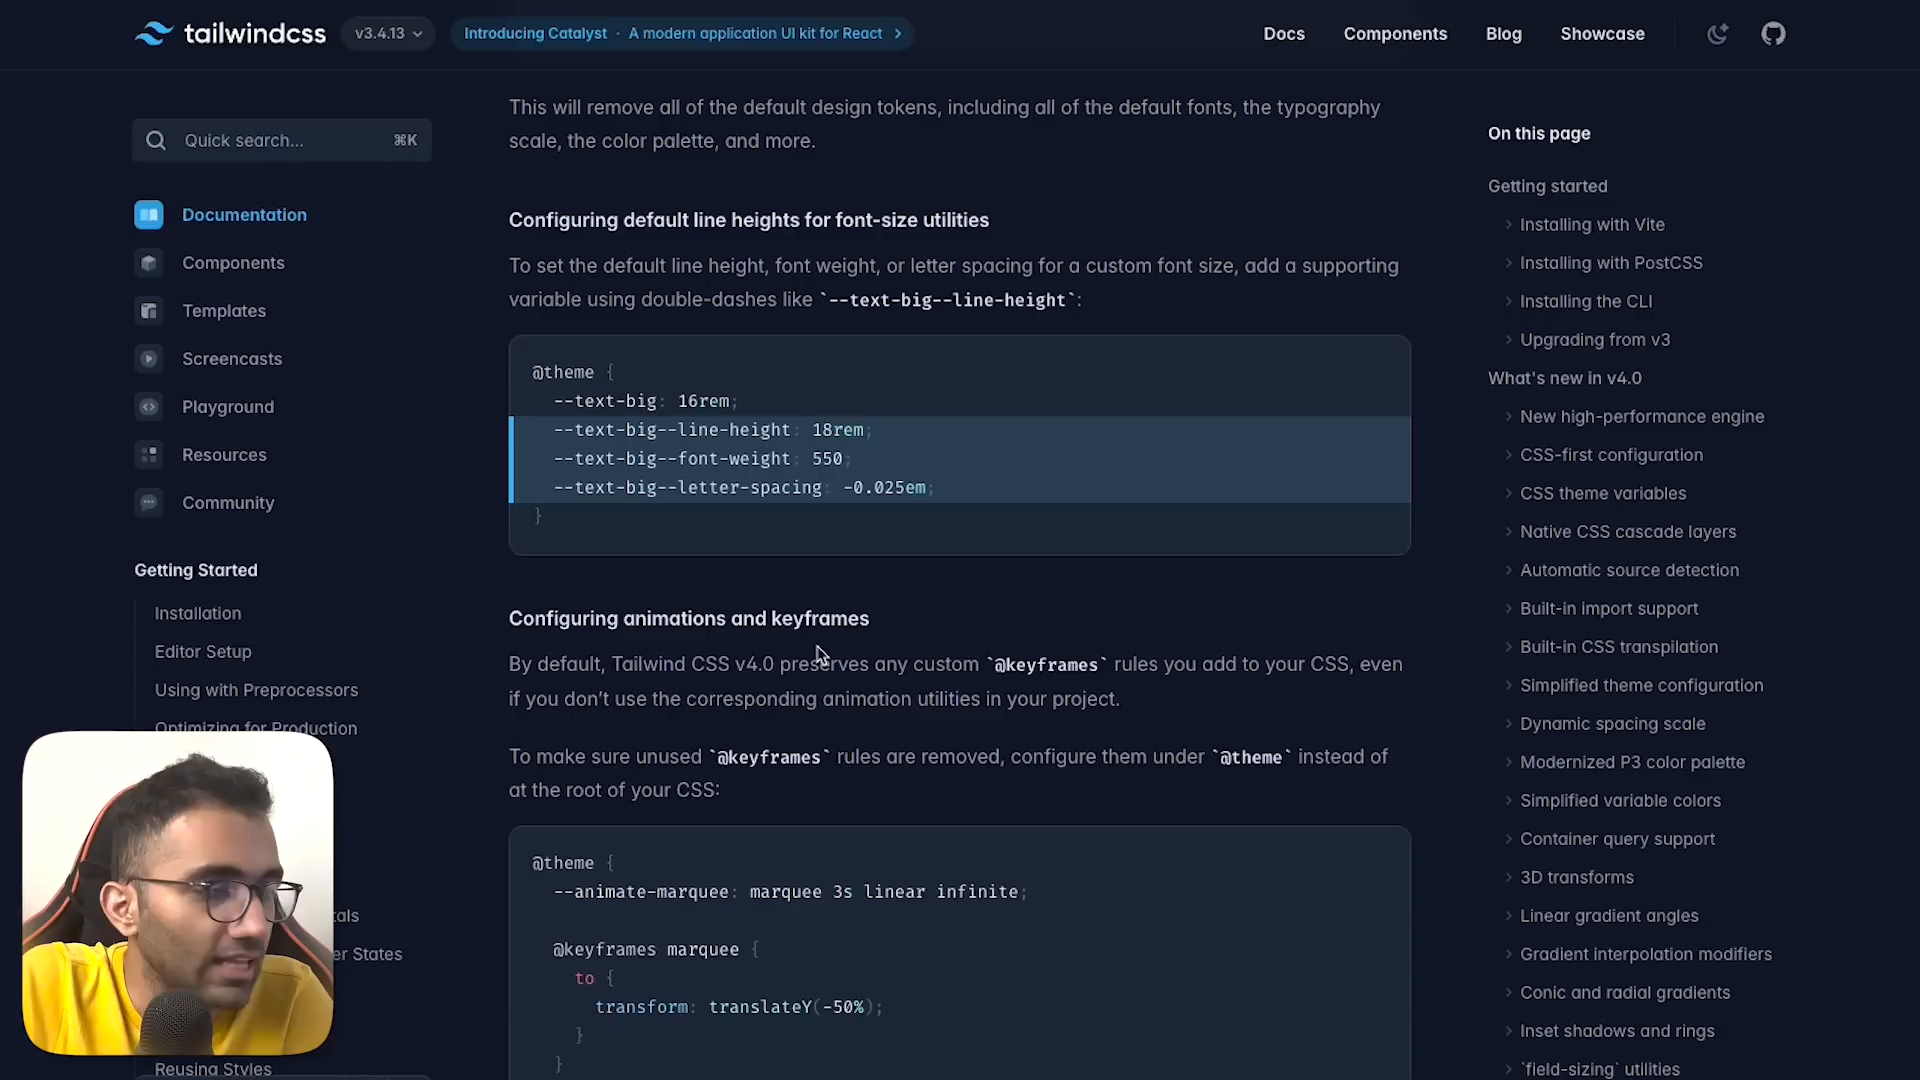 tailwindcss
v3.4.13
Introducing Catalyst · A modern application UI kit for React
Docs
Components
Blog
Showcase
Quick search...
⌘K
Documentation
Components
Templates
Screencasts
Playground
Resources
Community
Getting Started
Installation
Editor Setup
Using with Preprocessors
Optimizing for Production
er States
Reusing Styles
This will remove all of the default design tokens, including all of the default fonts, the typography
scale, the color palette, and more.
Configuring default line heights for font-size utilities
To set the default line height, font weight, or letter spacing for a custom font size, add a supporting
variable using double-dashes like `--text-big--line-height`:
@theme {
--text-big: 16rem;
--text-big--line-height: 18rem;
--text-big--font-weight: 550;
--text-big--letter-spacing: -0.025em;
}
Configuring animations and keyframes
By default, Tailwind CSS v4.0 preserves any custom `@keyframes` rules you add to your CSS, even
if you don’t use the corresponding animation utilities in your project.
To make sure unused `@keyframes` rules are removed, configure them under `@theme` instead of
at the root of your CSS:
@theme {
--animate-marquee: marquee 3s linear infinite;
@keyframes marquee {
to {
transform: translateY(-50%);
}
}
On this page
Getting started
Installing with Vite
Installing with PostCSS
Installing the CLI
Upgrading from v3
What's new in v4.0
New high-performance engine
CSS-first configuration
CSS theme variables
Native CSS cascade layers
Automatic source detection
Built-in import support
Built-in CSS transpilation
Simplified theme configuration
Dynamic spacing scale
Modernized P3 color palette
Simplified variable colors
Container query support
3D transforms
Linear gradient angles
Gradient interpolation modifiers
Conic and radial gradients
Inset shadows and rings
`field-sizing` utilities